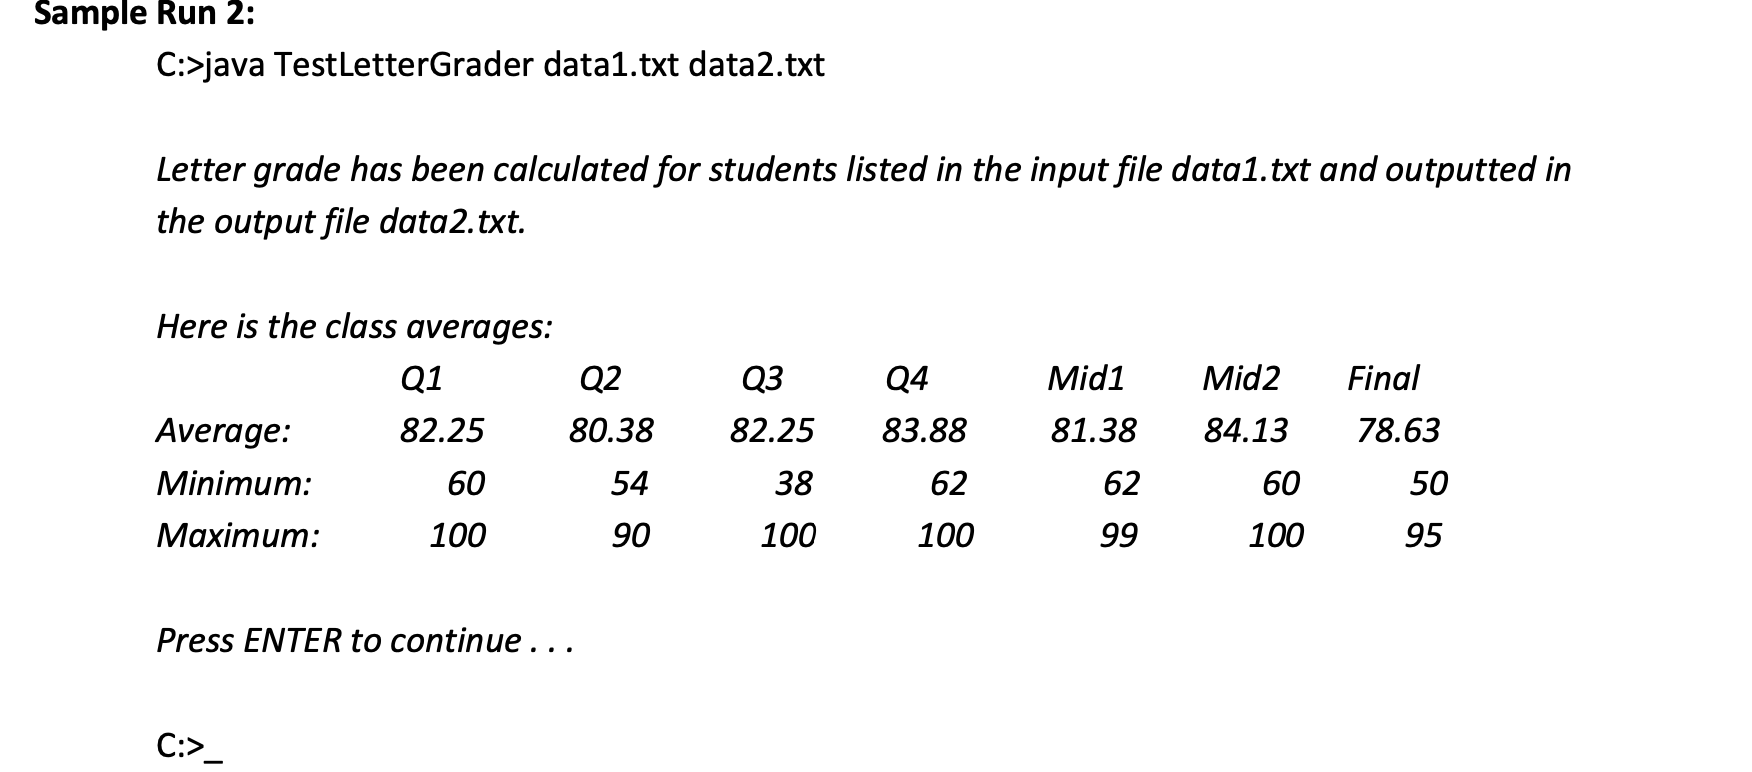 Sample Run 2:
C:>java TestLetterGrader data1.txt data2.txt
Letter grade has been calculated for students listed in the input file data1.txt and outputted in
the output file data2.txt.
Here is the class averages:
Q1 Q2 Q3 Q4 Mid1 Mid2 Final
Average: 82.25 80.38 82.25 83.88 81.38 84.13 78.63
Minimum: 60 54 38 62 62 60 50
Maximum: 100 90 100 100 99 100 95
Press ENTER to continue . . .
C:>_